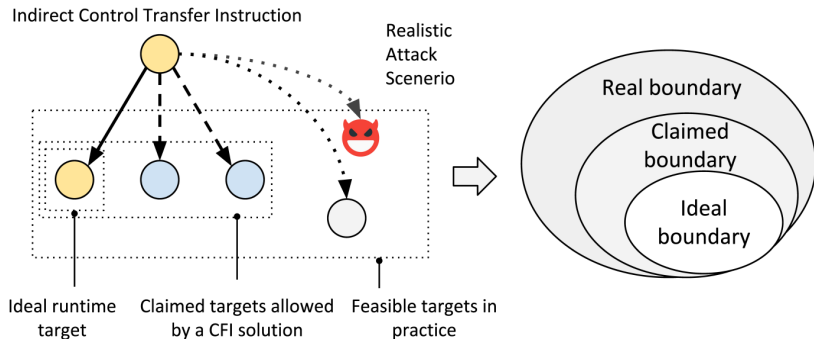 Indirect Control Transfer Instruction
Realistic
Attack
Scenerio
Ideal runtime
target
Claimed targets allowed
by a CFI solution
Feasible targets in
practice
Real boundary
Claimed
boundary
Ideal
boundary